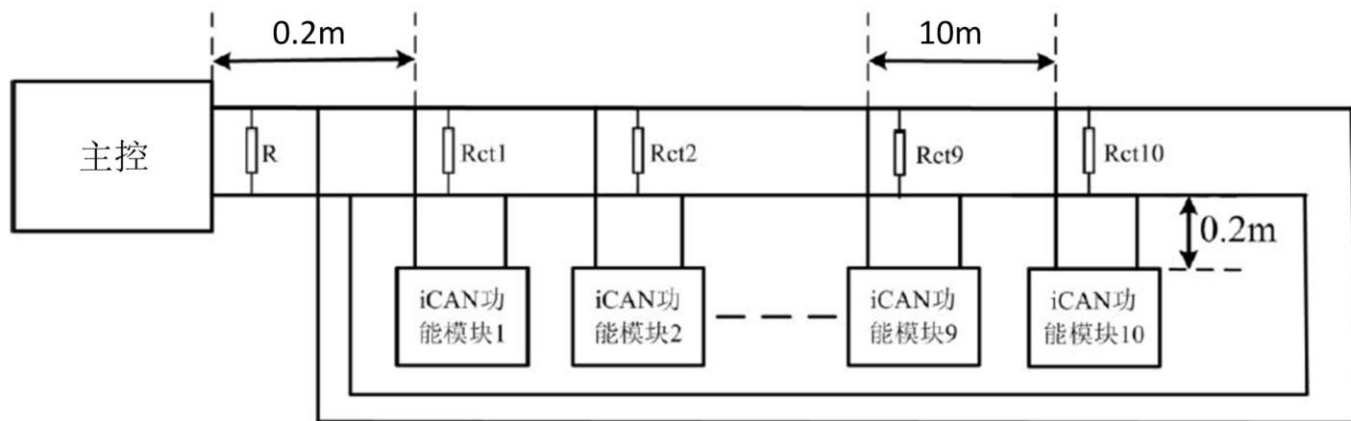 0.2m
10m
主控
R
Rct1
Rct2
Rct9
Rct10
0.2m
iCAN功
能模块1
iCAN功
能模块2
iCAN功
能模块9
iCAN功
能模块10